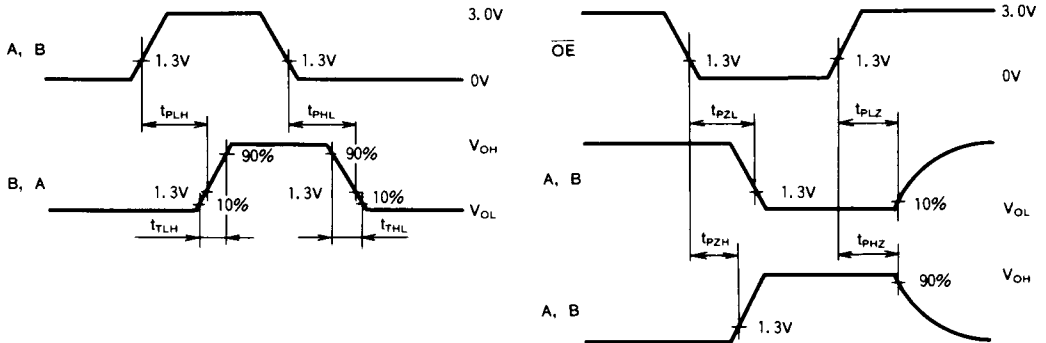 A, B
3.0V
1.3V
1.3V
0V
tPLH
tPHL
B, A
VOH
90%
90%
1.3V
10%
1.3V
10%
VOL
tTLH
tTHL
OE
3.0V
1.3V
1.3V
0V
tPZL
tPLZ
A, B
1.3V
10%
VOL
tPZH
tPHZ
VOH
90%
A, B
1.3V